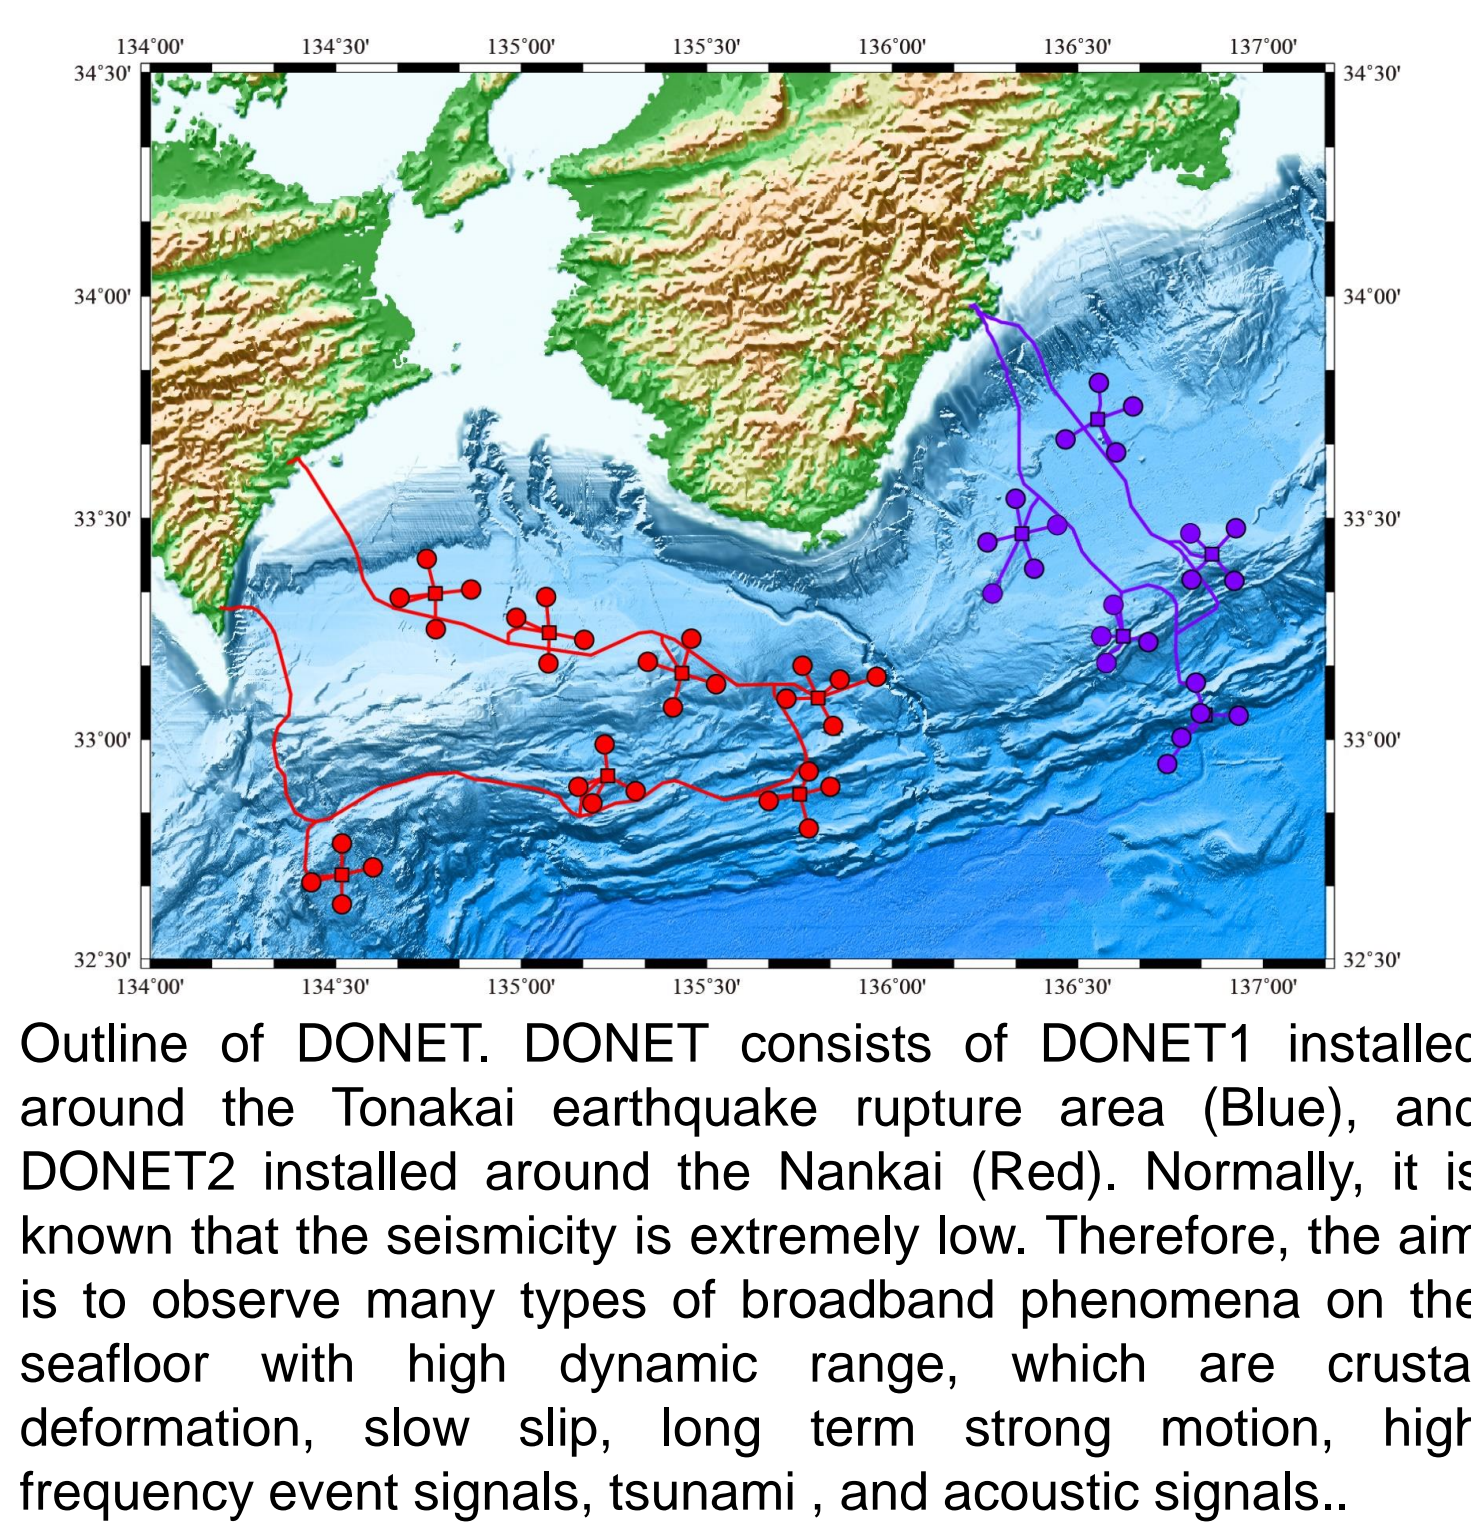 134°00' 134°30' 135°00' 135°30' 136°00' 136°30' 137°00'
34°30' 34°30'
34°00' 34°00'
33°30' 33°30'
33°00' 33°00'
32°30' 32°30'
134°00' 134°30' 135°00' 135°30' 136°00' 136°30' 137°00'
Outline of DONET. DONET consists of DONET1 installed
around the Tonakai earthquake rupture area (Blue), and
DONET2 installed around the Nankai (Red). Normally, it is
known that the seismicity is extremely low. Therefore, the aim
is to observe many types of broadband phenomena on the
seafloor with high dynamic range, which are crustal
deformation, slow slip, long term strong motion, high
frequency event signals, tsunami , and acoustic signals..